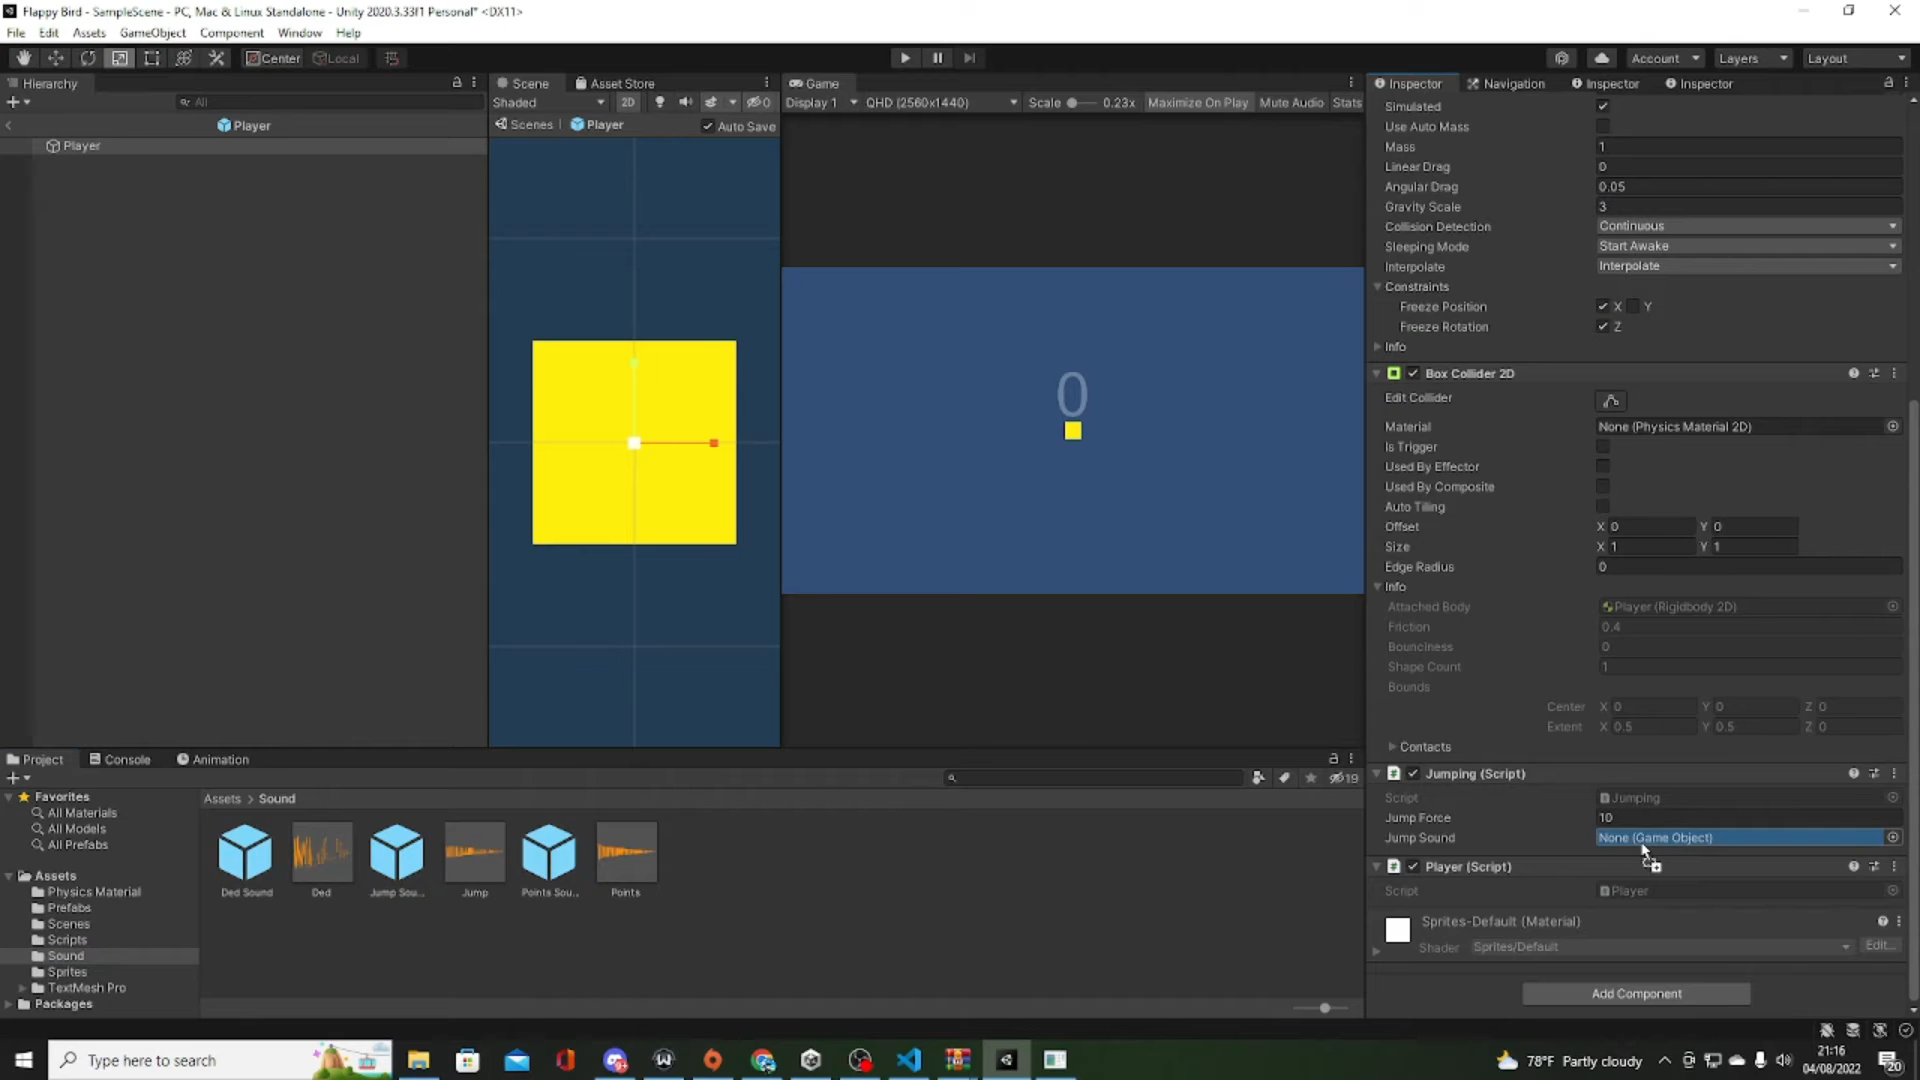 Flappy Bird - SampleScene - PC, Mac & Linux Standalone - Unity 2020.3.33f1 Personal* <DX11>
File Edit Assets GameObject Component Window Help
Center Local Account Layers Layout
Hierarchy
All
Player
Player
Scene Asset Store
Shaded 2D 0
Scenes Player Auto Save
Game
Display 1 QHD (2560x1440) Scale 0.23x Maximize On Play Mute Audio Stats
0
Inspector Navigation Inspector Inspector
Simulated
Use Auto Mass
Mass 1
Linear Drag 0
Angular Drag 0.05
Gravity Scale 3
Collision Detection Continuous
Sleeping Mode Start Awake
Interpolate Interpolate
Constraints
Freeze Position X Y
Freeze Rotation Z
Info
Box Collider 2D
Edit Collider
Material None (Physics Material 2D)
Is Trigger
Used By Effector
Used By Composite
Auto Tiling
Offset X 0 Y 0
Size X 1 Y 1
Edge Radius 0
Info
Attached Body Player (Rigidbody 2D)
Friction 0.4
Bounciness 0
Shape Count 1
Bounds
Center X 0 Y 0 Z 0
Extent X 0.5 Y 0.5 Z 0
Contacts
Jumping (Script)
Script Jumping
Jump Force 10
Jump Sound None (Game Object)
Player (Script)
Script Player
Sprites-Default (Material)
Shader Sprites/Default Edit...
Add Component
Project Console Animation
19
Favorites
All Materials
All Models
All Prefabs
Assets
Physics Material
Prefabs
Scenes
Scripts
Sound
Sprites
TextMesh Pro
Packages
Assets > Sound
Ded Sound Ded Jump Sou... Jump Points Sou... Points
Type here to search
78°F Partly cloudy
21:16
04/08/2022
20